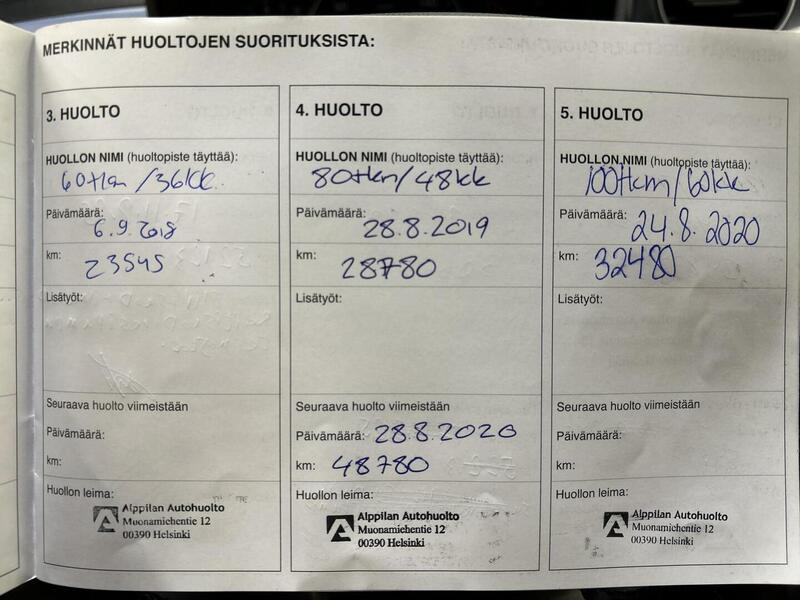 MERKINNÄT HUOLTOJEN SUORITUKSISTA:
3. HUOLTO
HUOLLON NIMI (huoltopiste täyttää):
60tkm /36kk
Päivämäärä:
6.9.2018
km:
23545
Lisätyöt:
Seuraava huolto viimeistään
Päivämäärä:
km:
Huollon leima:
Alppilan Autohuolto
Muonamiehentie 12
00390 Helsinki
4. HUOLTO
HUOLLON NIMI (huoltopiste täyttää):
80tkm/48kk
Päivämäärä:
28.8.2019
km:
28780
Lisätyöt:
Seuraava huolto viimeistään
Päivämäärä: 28.8.2020
km: 48780
Huollon leima:
Alppilan Autohuolto
Muonamiehentie 12
00390 Helsinki
5. HUOLTO
HUOLLON NIMI (huoltopiste täyttää):
100tkm/60kk
Päivämäärä:
24.8.2020
km:
32480
Lisätyöt:
Seuraava huolto viimeistään
Päivämäärä:
km:
Huollon leima:
Alppilan Autohuolto
Muonamiehentie 12
00390 Helsinki